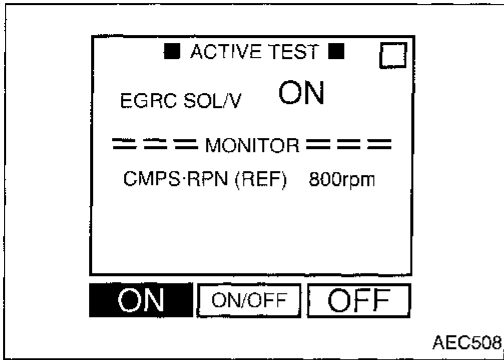 ■ ACTIVE TEST ■
EGRC SOL/V ON
=== MONITOR ===
CMPS·RPN (REF) 800rpm
ON ON/OFF OFF
AEC508